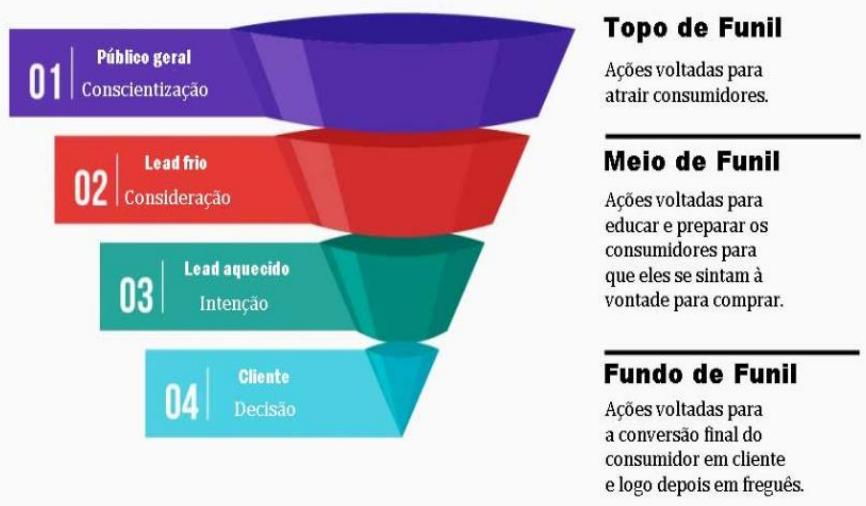 01
Público geral
Conscientização
02
Lead frio
Consideração
03
Lead aquecido
Intenção
04
Cliente
Decisão
Topo de Funil
Ações voltadas para
atrair consumidores.
Meio de Funil
Ações voltadas para
educar e preparar os
consumidores para
que eles se sintam à
vontade para comprar.
Fundo de Funil
Ações voltadas para
a conversão final do
consumidor em cliente
e logo depois em freguês.